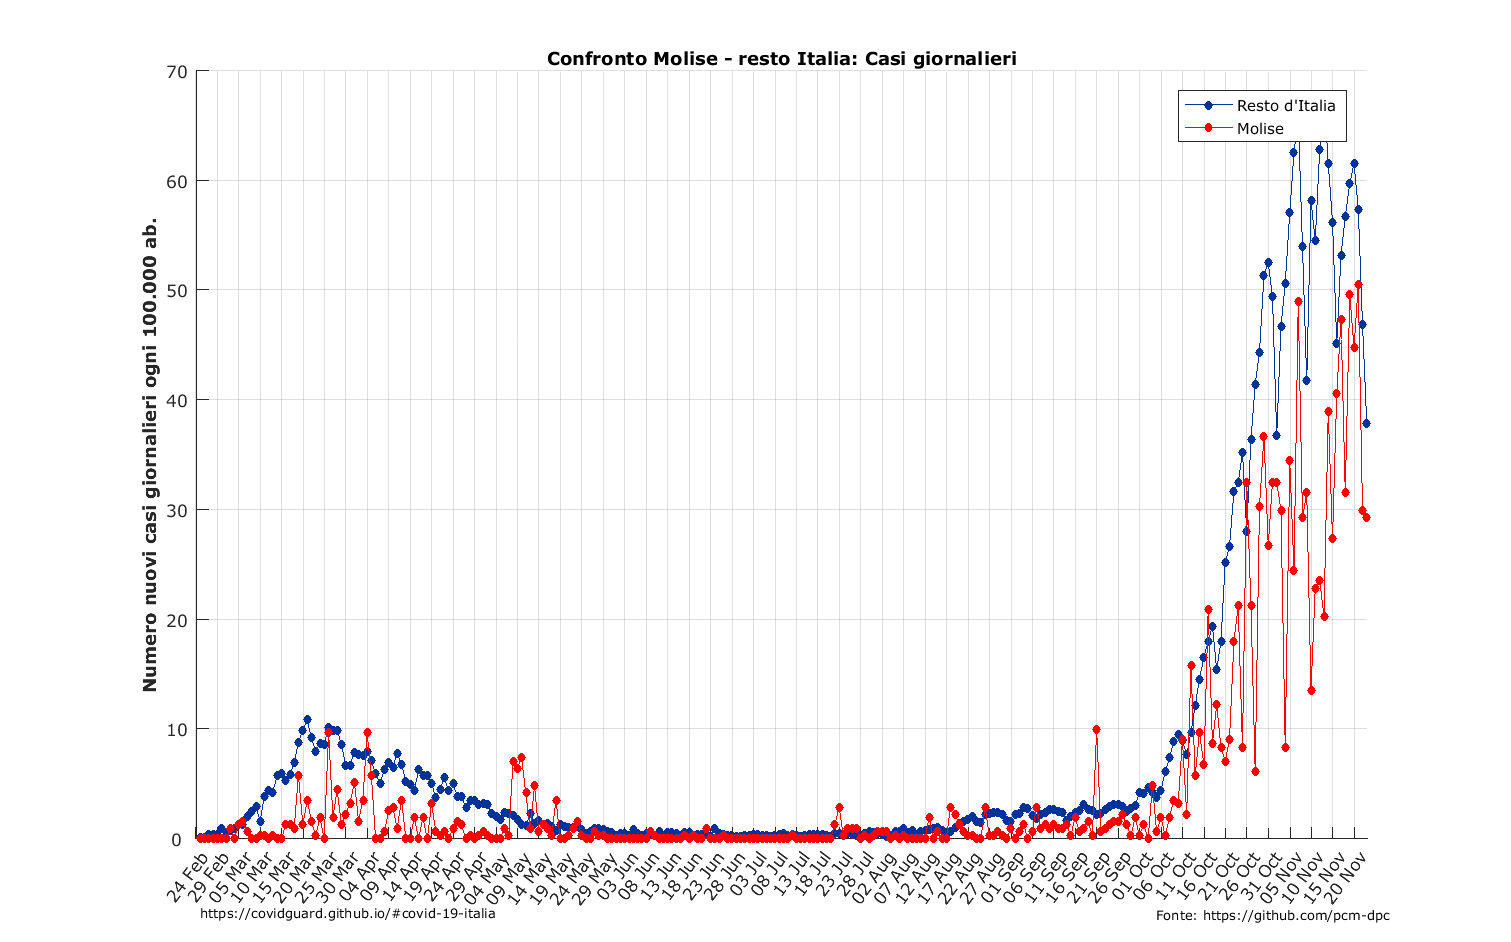 Confronto Molise - resto Italia: Casi giornalieri
Resto d'Italia
Molise
Numero nuovi casi giornalieri ogni 100.000 ab.
70
60
50
40
30
20
10
0
24 Feb
29 Feb
05 Mar
10 Mar
15 Mar
20 Mar
25 Mar
30 Mar
04 Apr
09 Apr
14 Apr
19 Apr
24 Apr
29 Apr
04 May
09 May
14 May
19 May
24 May
29 May
03 Jun
08 Jun
13 Jun
18 Jun
23 Jun
28 Jun
03 Jul
08 Jul
13 Jul
18 Jul
23 Jul
28 Jul
02 Aug
07 Aug
12 Aug
17 Aug
22 Aug
27 Aug
01 Sep
06 Sep
11 Sep
16 Sep
21 Sep
26 Sep
01 Oct
06 Oct
11 Oct
16 Oct
21 Oct
26 Oct
31 Oct
05 Nov
10 Nov
15 Nov
20 Nov
https://covidguard.github.io/#covid-19-italia
Fonte: https://github.com/pcm-dpc